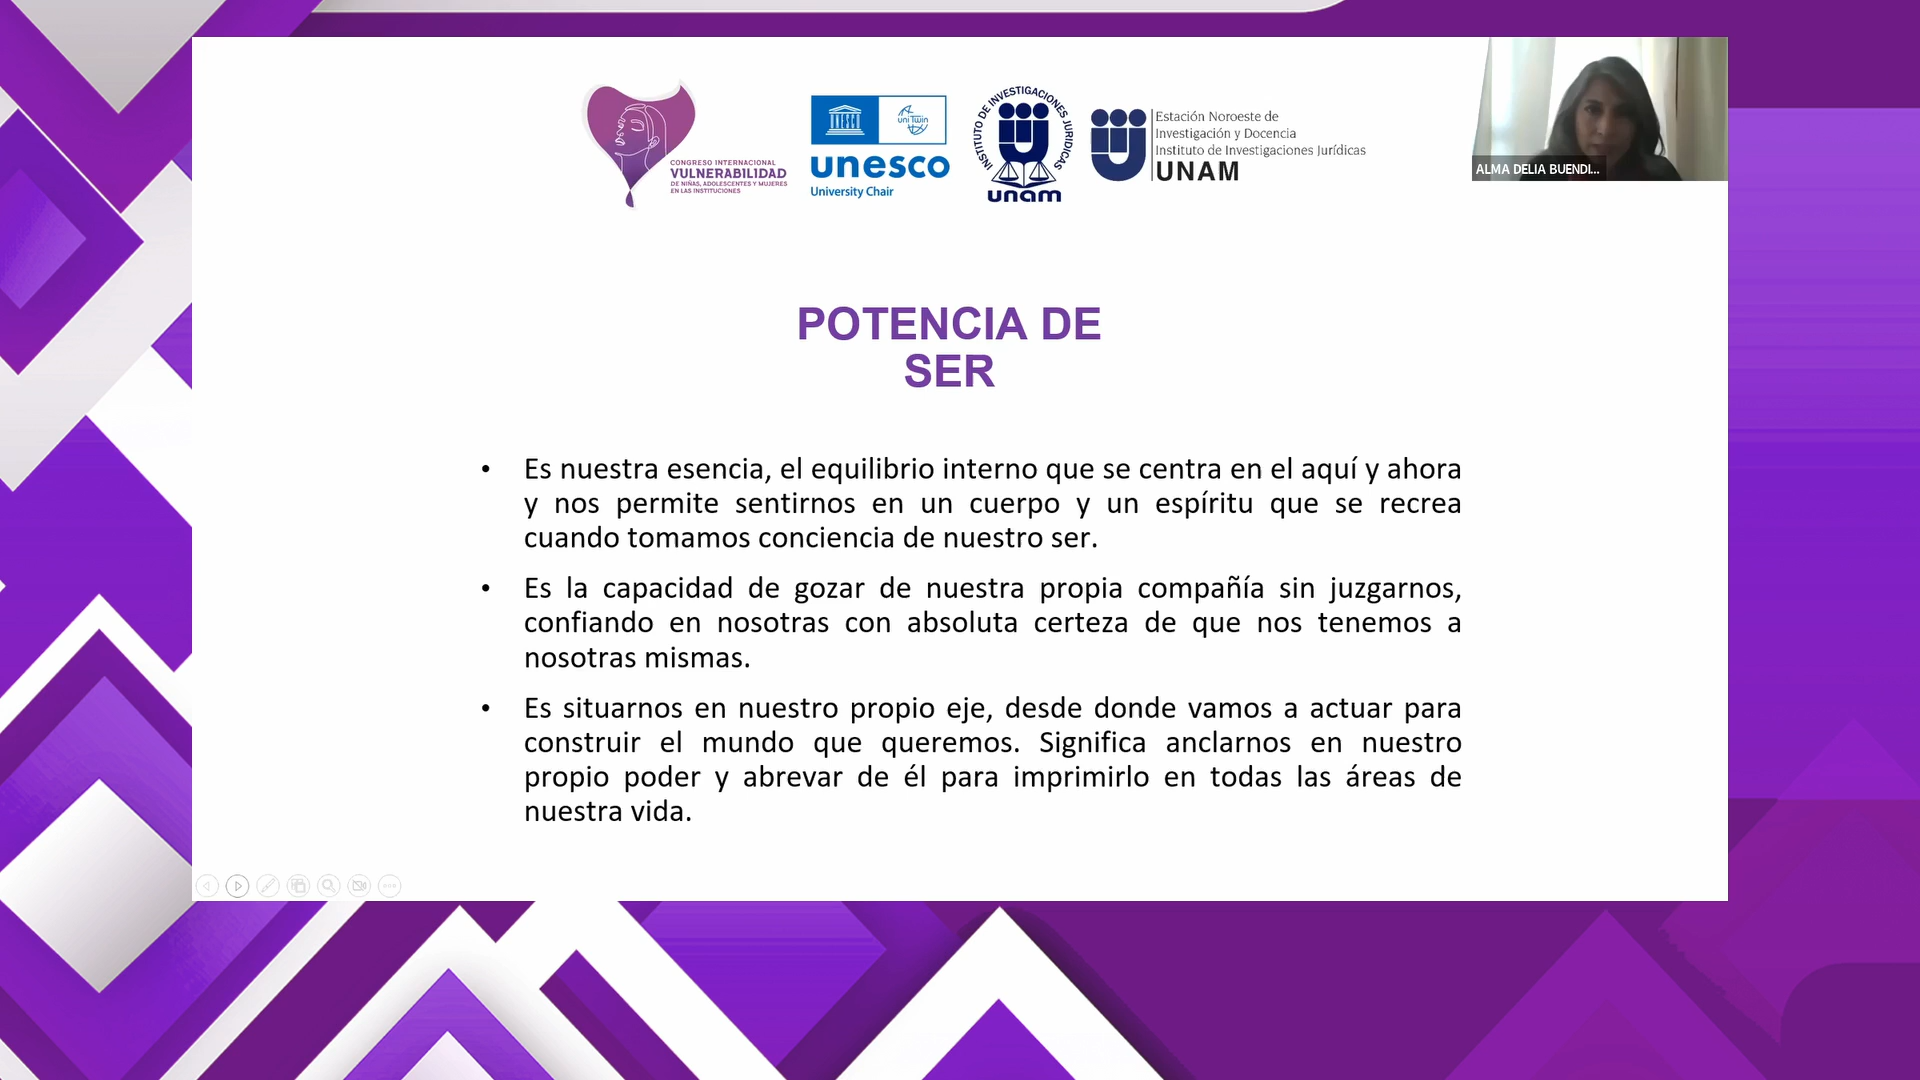 CONGRESO INTERNACIONAL
VULNERABILIDAD
DE NIÑAS, ADOLESCENTES Y MUJERES
EN LAS INSTITUCIONES
UNESCO
uni Twin
unesco
University Chair
INSTITUTO DE INVESTIGACIONES JURIDICAS
unam
Estación Noroeste de
Investigación y Docencia
Instituto de Investigaciones Jurídicas
UNAM
ALMA DELIA BUENDI...
POTENCIA DE
SER
• Es nuestra esencia, el equilibrio interno que se centra en el aquí y ahora
y nos permite sentirnos en un cuerpo y un espíritu que se recrea
cuando tomamos conciencia de nuestro ser.
• Es la capacidad de gozar de nuestra propia compañía sin juzgarnos,
confiando en nosotras con absoluta certeza de que nos tenemos a
nosotras mismas.
• Es situarnos en nuestro propio eje, desde donde vamos a actuar para
construir el mundo que queremos. Significa anclarnos en nuestro
propio poder y abrevar de él para imprimirlo en todas las áreas de
nuestra vida.